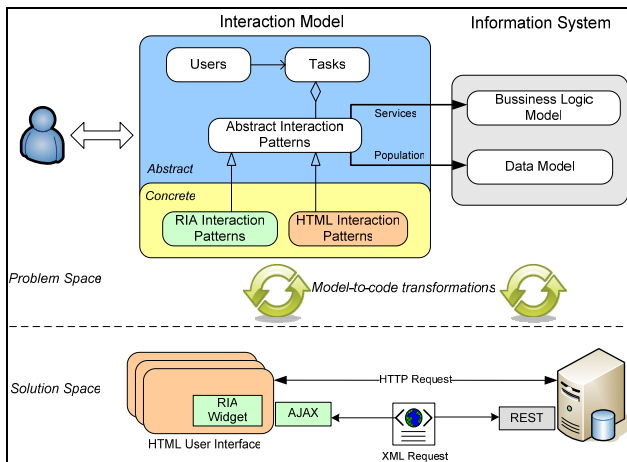 Interaction Model
Information System
Users
Tasks
Bussiness Logic
Model
Services
Abstract Interaction
Patterns
Population
Data Model
Abstract
Concrete
RIA Interaction
Patterns
HTML Interaction
Patterns
Problem Space
Model-to-code transformations
Solution Space
HTTP Request
RIA
Widget
AJAX
REST
HTML User Interface
XML Request